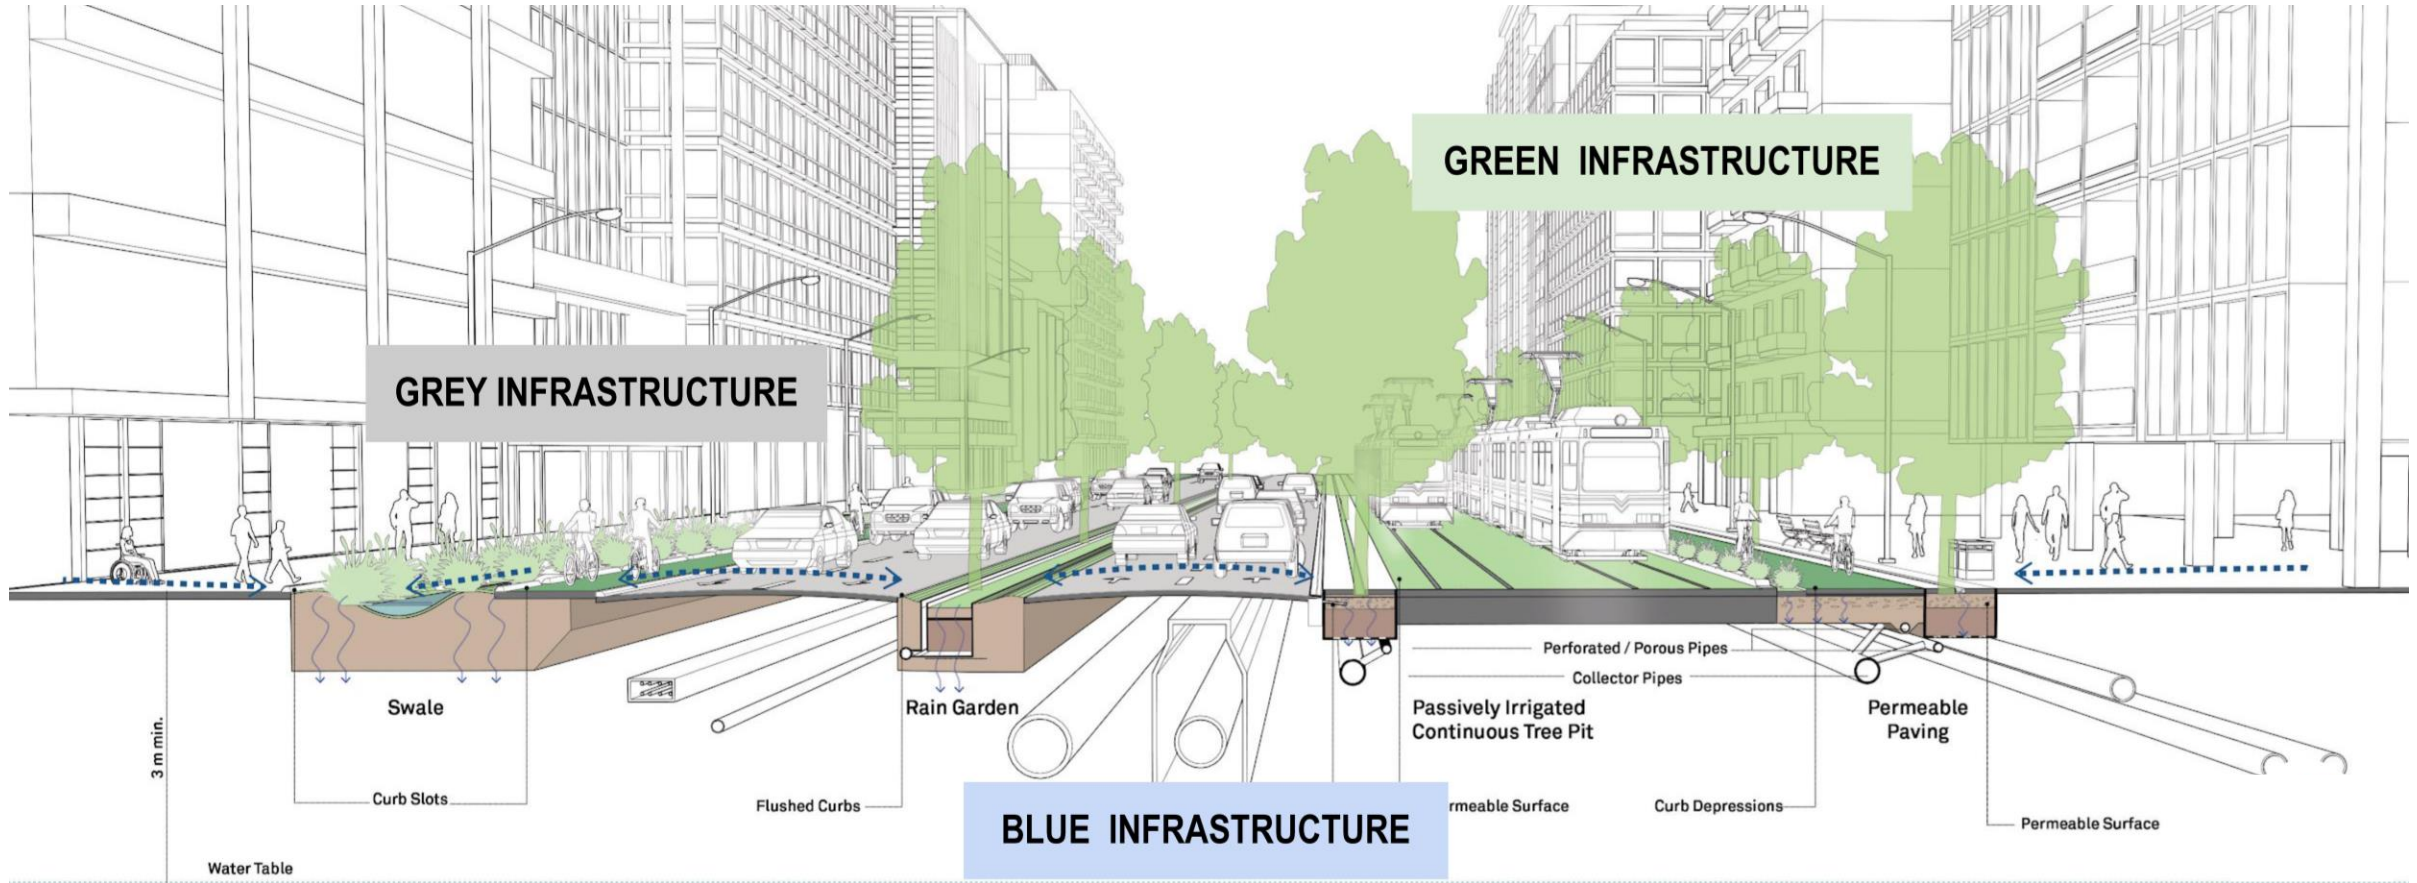 GREEN INFRASTRUCTURE
GREY INFRASTRUCTURE
Perforated / Porous Pipes
Collector Pipes
Swale
Rain Garden
Passively Irrigated
Continuous Tree Pit
Permeable
Paving
3 m min.
Curb Slots
Flushed Curbs
BLUE INFRASTRUCTURE
rmeable Surface
Curb Depressions
Permeable Surface
Water Table